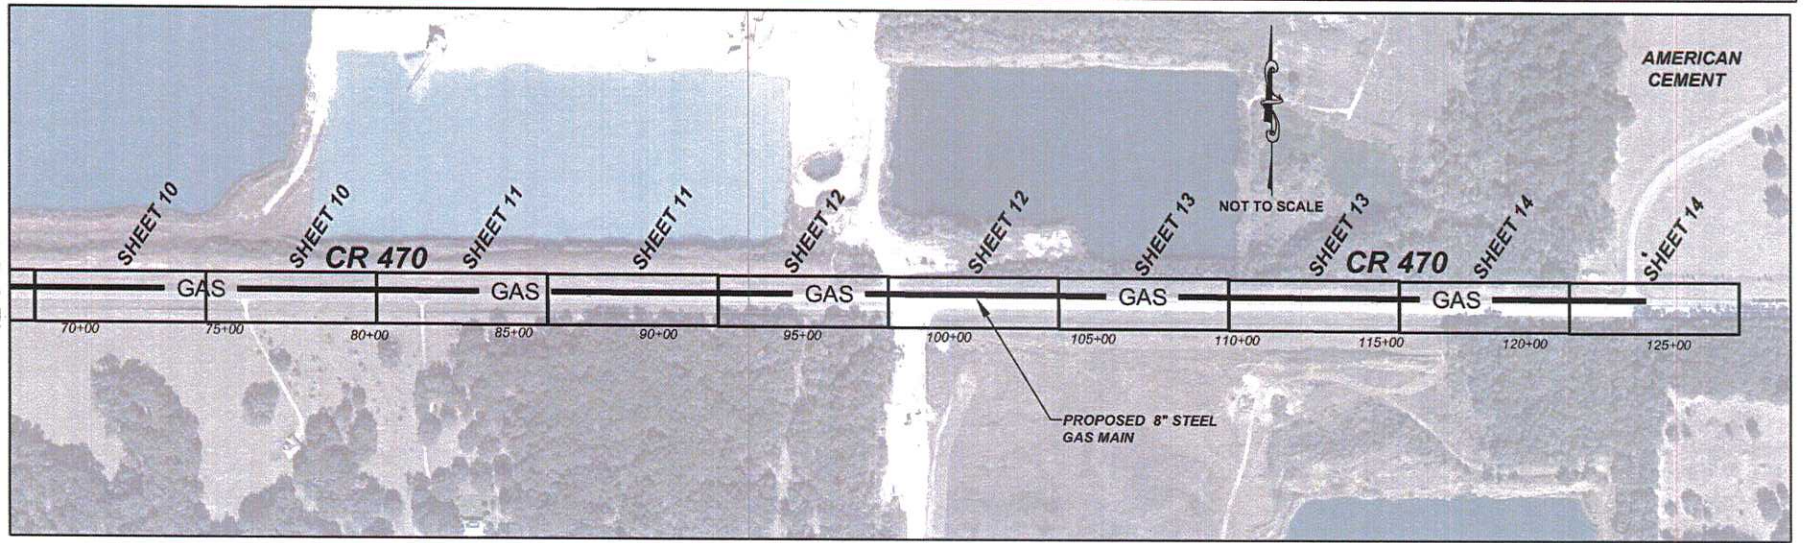 AMERICAN
CEMENT
NOT TO SCALE
SHEET 10
SHEET 10
SHEET 11
SHEET 11
SHEET 12
SHEET 12
SHEET 13
SHEET 13
SHEET 14
SHEET 14
CR 470
CR 470
GAS
GAS
GAS
GAS
GAS
70+00
75+00
80+00
85+00
90+00
95+00
100+00
105+00
110+00
115+00
120+00
125+00
PROPOSED 8" STEEL
GAS MAIN